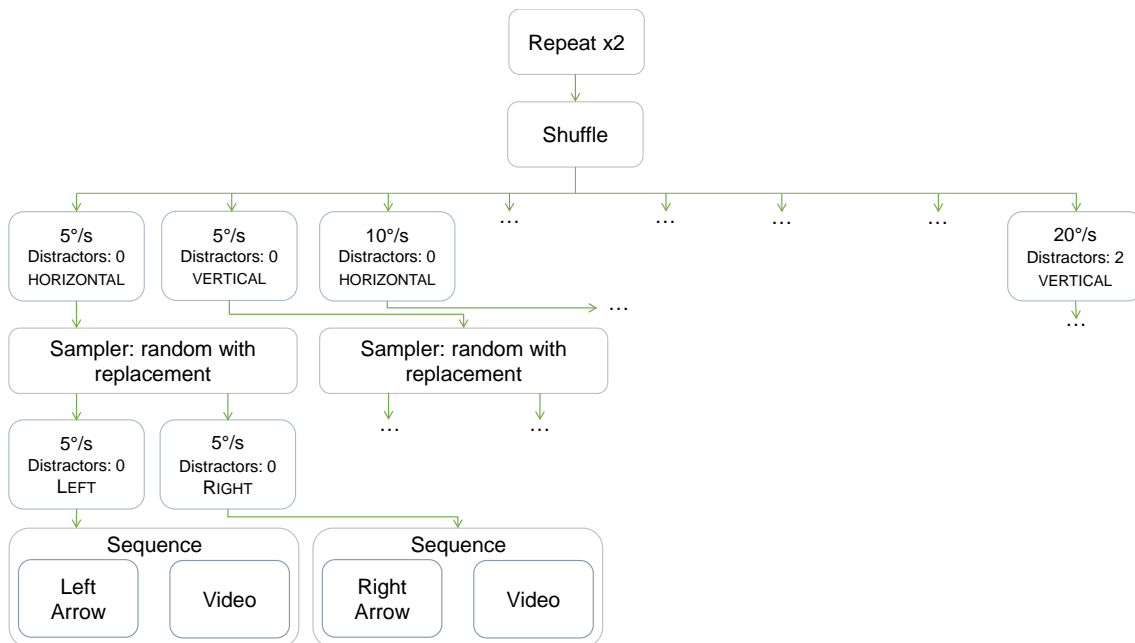 Repeat x2
Shuffle
...
...
...
...
5°/s
Distractors: 0
HORIZONTAL
5°/s
Distractors: 0
VERTICAL
10°/s
Distractors: 0
HORIZONTAL
20°/s
Distractors: 2
VERTICAL
...
...
Sampler: random with
replacement
Sampler: random with
replacement
...
...
5°/s
Distractors: 0
LEFT
5°/s
Distractors: 0
RIGHT
Sequence
Left
Arrow
Video
Sequence
Right
Arrow
Video